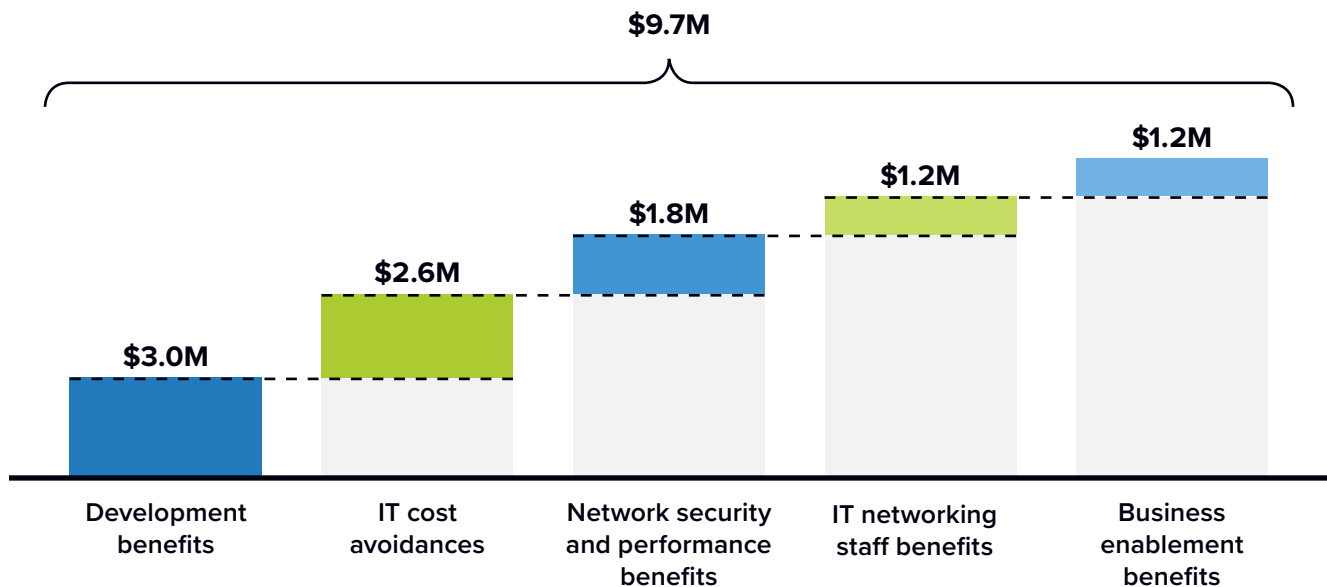 $9.7M
$3.0M
$2.6M
$1.8M
$1.2M
$1.2M
Development
benefits
IT cost
avoidances
Network security
and performance
benefits
IT networking
staff benefits
Business
enablement
benefits